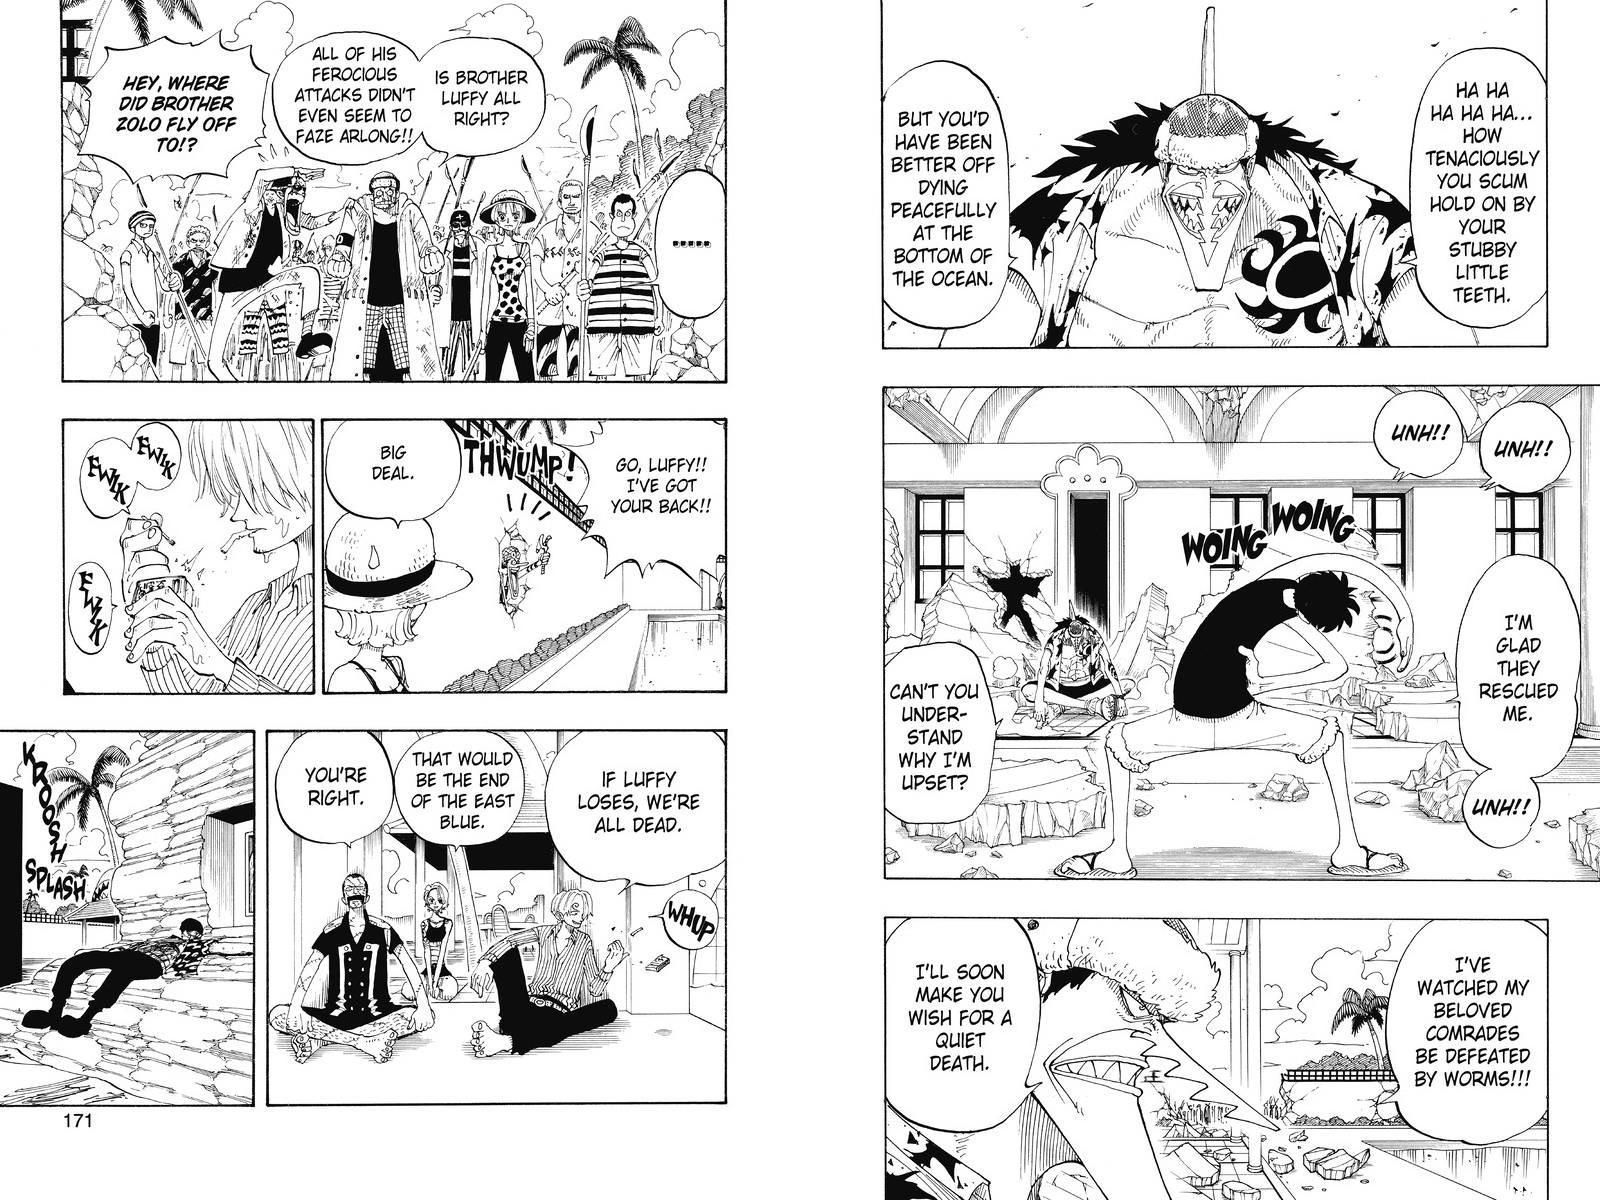 HA HA
HA HA HA...
HOW
TENACIOUSLY
YOU SCUM
HOLD ON BY
YOUR
STUBBY
LITTLE
TEETH.
BUT YOU'D
HAVE BEEN
BETTER OFF
DYING
PEACEFULLY
AT THE
BOTTOM OF
THE OCEAN.
UNH!!
UNH!!
WOING
WOING
I'M
GLAD
THEY
RESCUED
ME.
UNH!!
CAN'T YOU
UNDER-
STAND
WHY I'M
UPSET?
I'VE
WATCHED MY
BELOVED
COMRADES
BE DEFEATED
BY WORMS!!!
I'LL SOON
MAKE YOU
WISH FOR A
QUIET
DEATH.
IS BROTHER
LUFFY ALL
RIGHT?
ALL OF HIS
FEROCIOUS
ATTACKS DIDN'T
EVEN SEEM TO
FAZE ARLONG!!
HEY, WHERE
DID BROTHER
ZOLO FLY OFF
TO!?
......
GO, LUFFY!!
I'VE GOT
YOUR BACK!!
THWUMP!
BIG
DEAL.
FWIK
FWIK
FWIK
IF LUFFY
LOSES, WE'RE
ALL DEAD.
THAT WOULD
BE THE END
OF THE EAST
BLUE.
YOU'RE
RIGHT.
WHUP
KROOSH
SPLASH
171